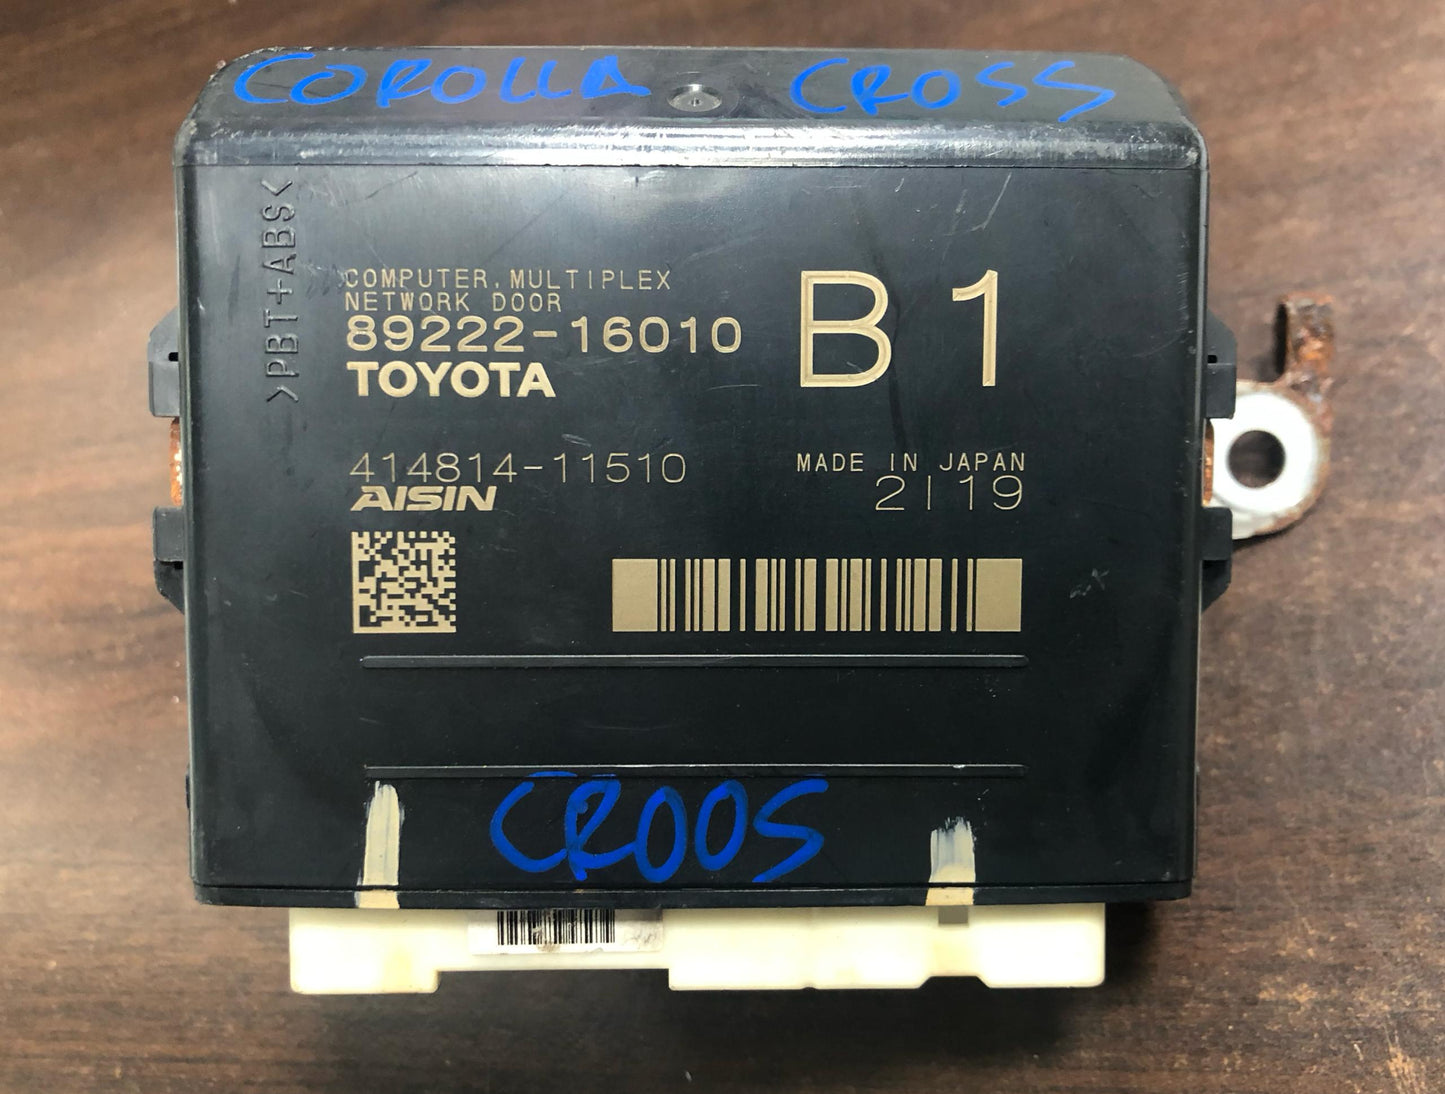 COROLLA CROSS
>PBT+ABS<
COMPUTER, MULTIPLEX
NETWORK DOOR
89222-16010
TOYOTA
B1
414814-11510
AISIN
MADE IN JAPAN
2119
CROOS